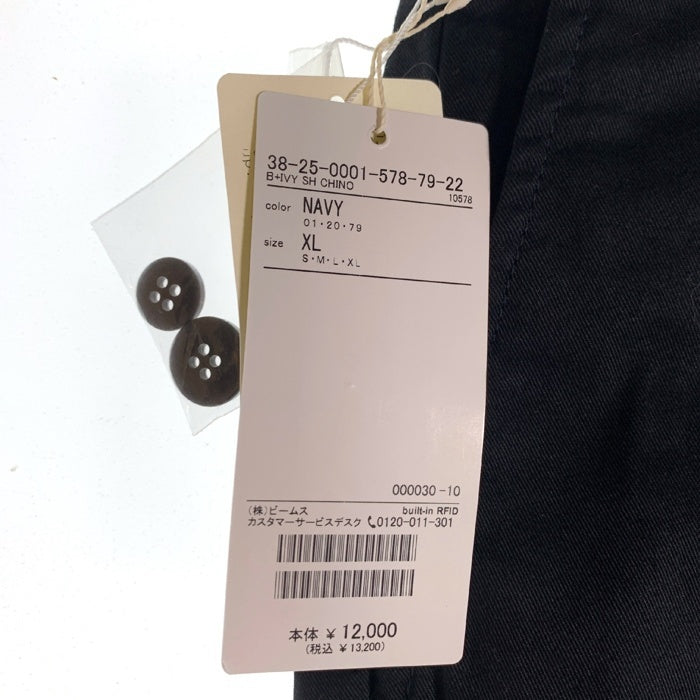 38-25-0001-578-79-22
B+IVY SH CHINO
10578
color NAVY
01・20・79
size XL
S・M・L・XL
000030-10
(株)ビームス built-in RFID
カスタマーサービスデスク 0120-011-301
本体 ¥ 12,000
(税込 ¥ 13,200)